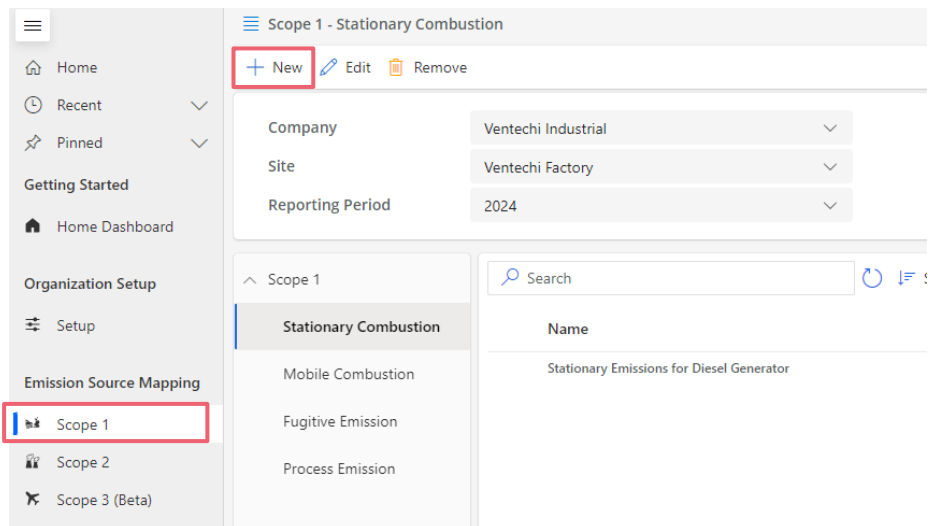 Scope 1 - Stationary Combustion
Home
Recent
Pinned
Getting Started
Home Dashboard
Organization Setup
Setup
Emission Source Mapping
Scope 1
Scope 2
Scope 3 (Beta)
New Edit Remove
Company Ventechi Industrial
Site Ventechi Factory
Reporting Period 2024
Scope 1
Stationary Combustion
Mobile Combustion
Fugitive Emission
Process Emission
Search
Name
Stationary Emissions for Diesel Generator